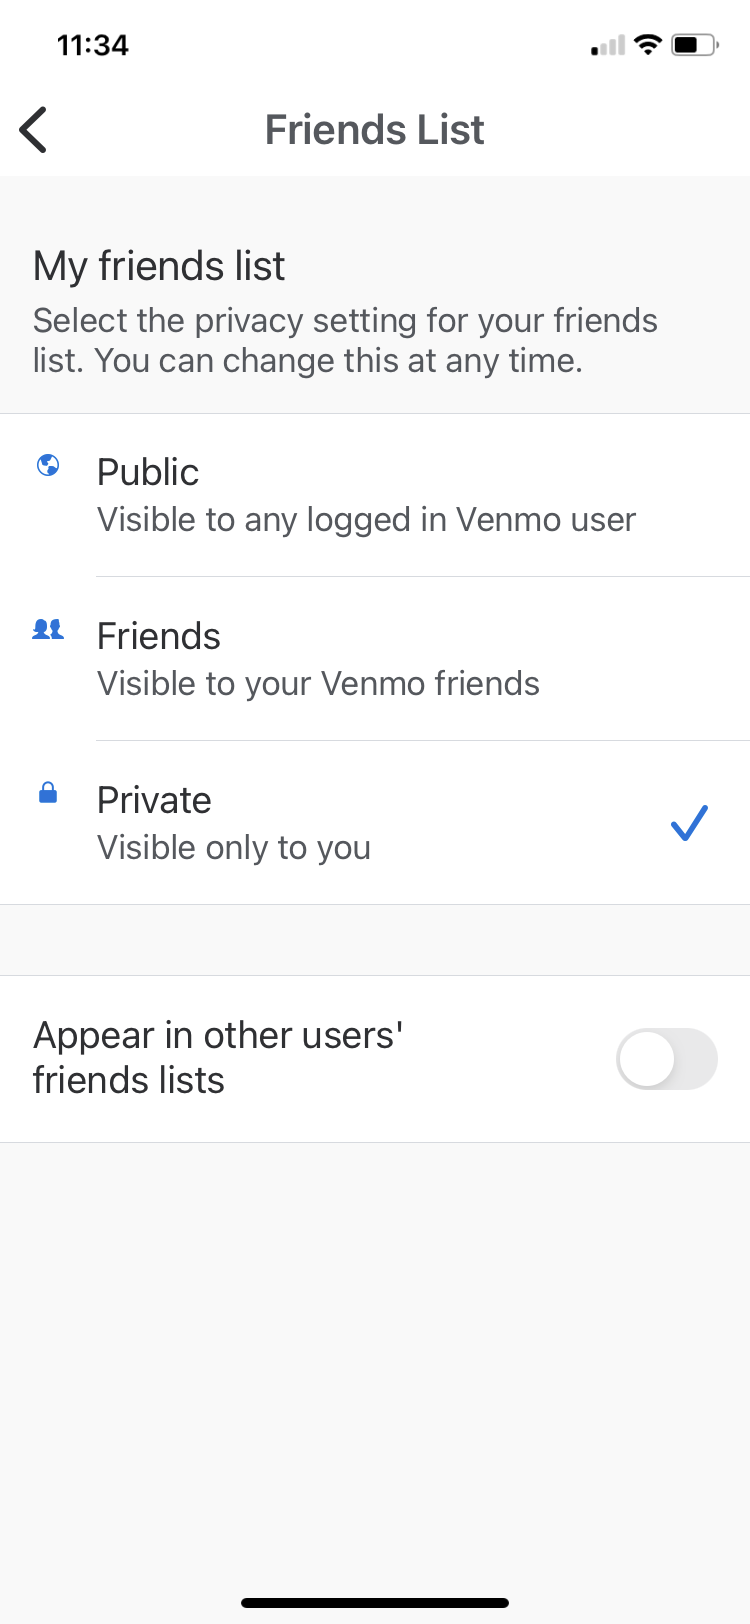 11:34
Friends List
My friends list
Select the privacy setting for your friends
list. You can change this at any time.
Public
Visible to any logged in Venmo user
Friends
Visible to your Venmo friends
Private
Visible only to you
Appear in other users'
friends lists